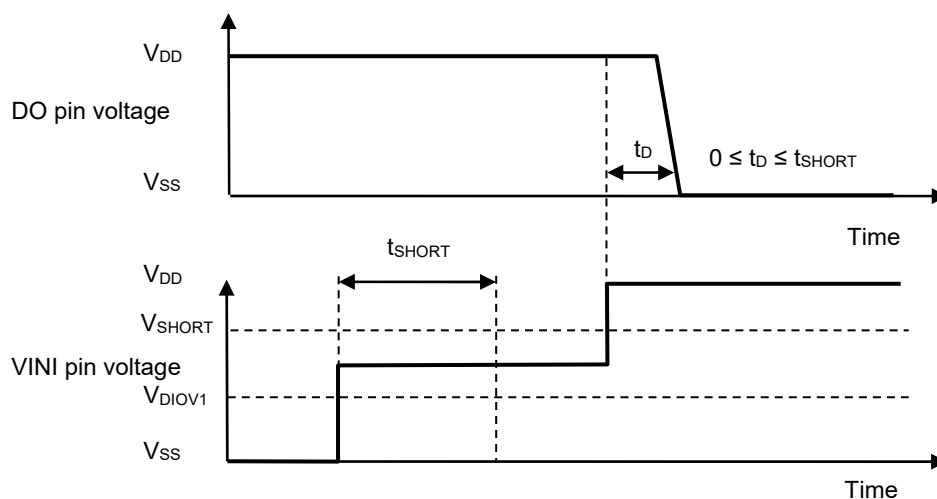 VDD
DO pin voltage
tD
0 ≤ tD ≤ tSHORT
VSS
Time
tSHORT
VDD
VSHORT
VINI pin voltage
VDIOV1
VSS
Time